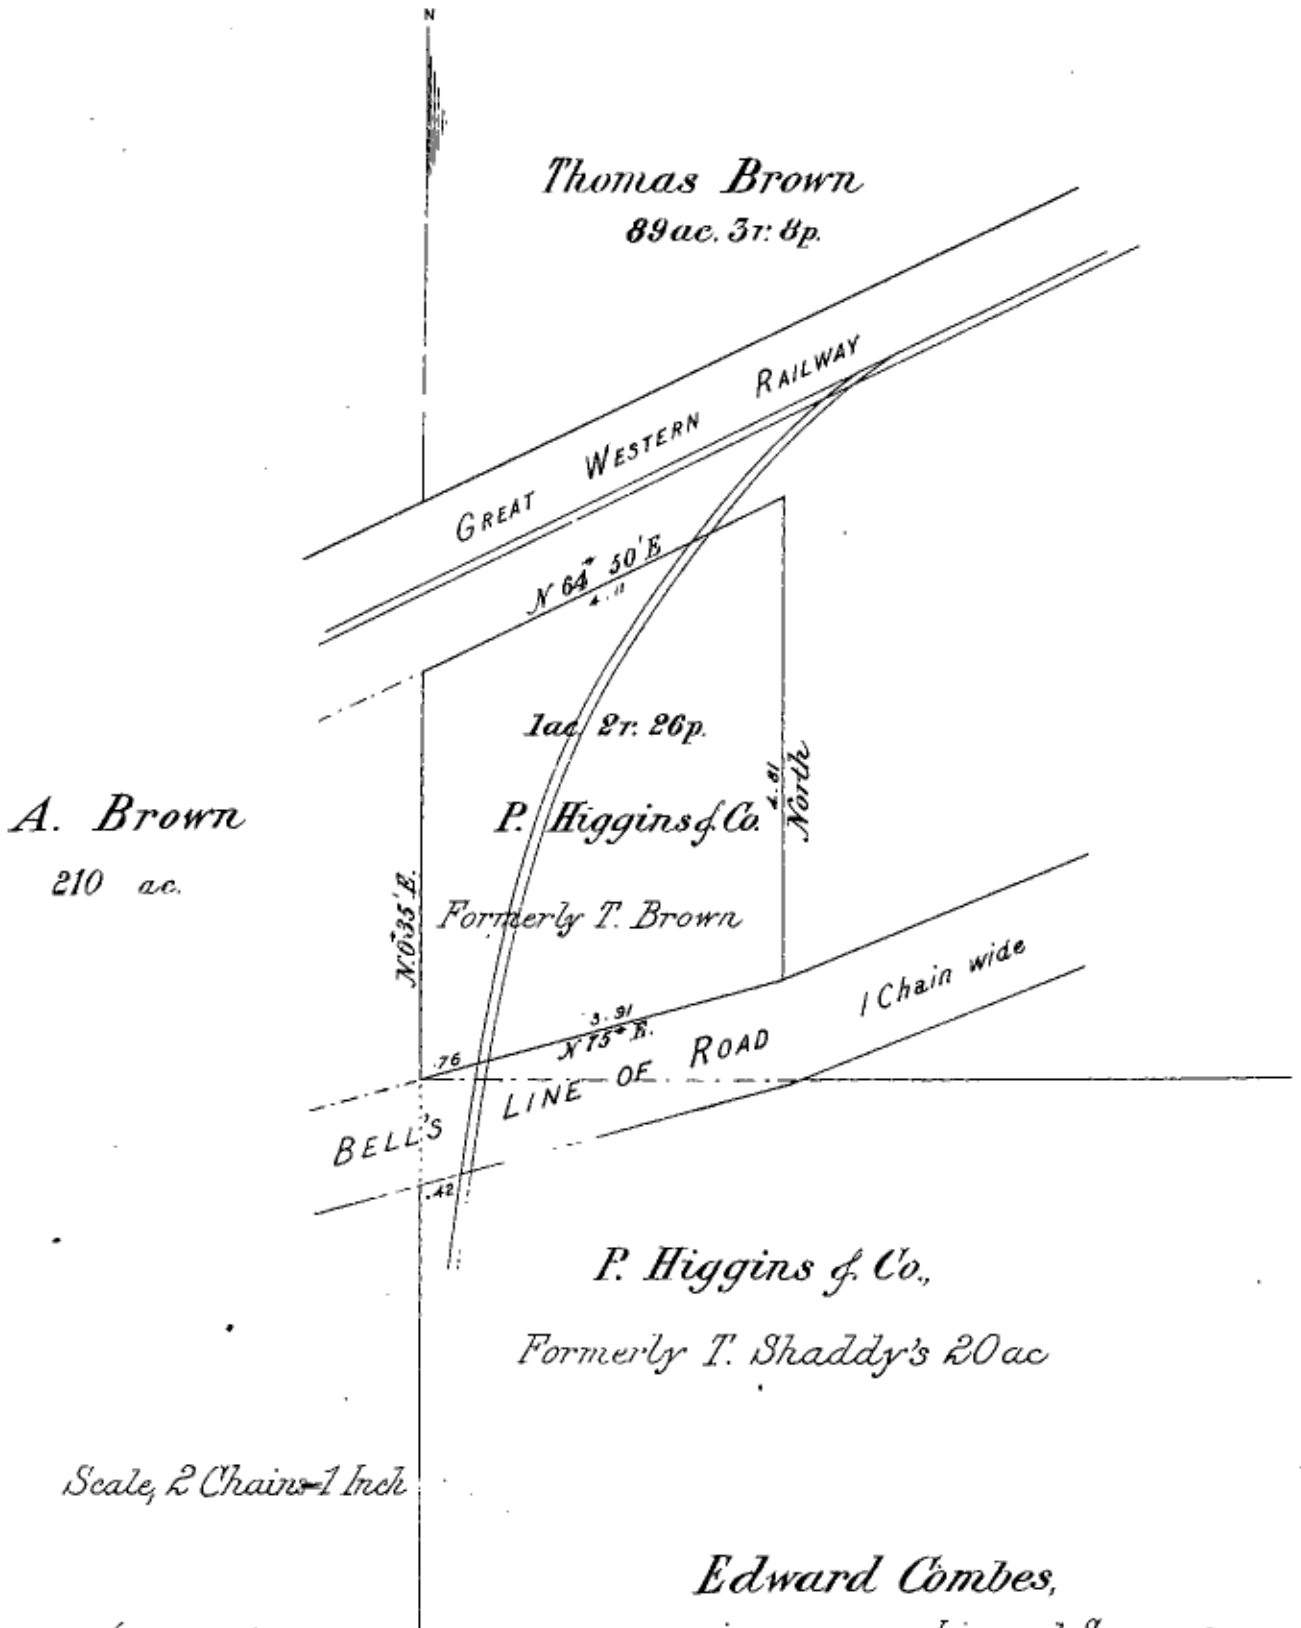 N
Thomas Brown
89ac. 3r. 8p.
GREAT WESTERN RAILWAY
N 64° 50' E
4.11
1ac 2r. 26p.
4.81
North
A. Brown
210 ac.
P. Higgins & Co.
N. 0° 35' E.
Formerly T. Brown
1 Chain wide
3.91
N 75° E.
.76
BELL'S LINE OF ROAD
.42
P. Higgins & Co.,
Formerly T. Shaddy's 20ac
Scale, 2 Chains=1 Inch
Edward Combes,